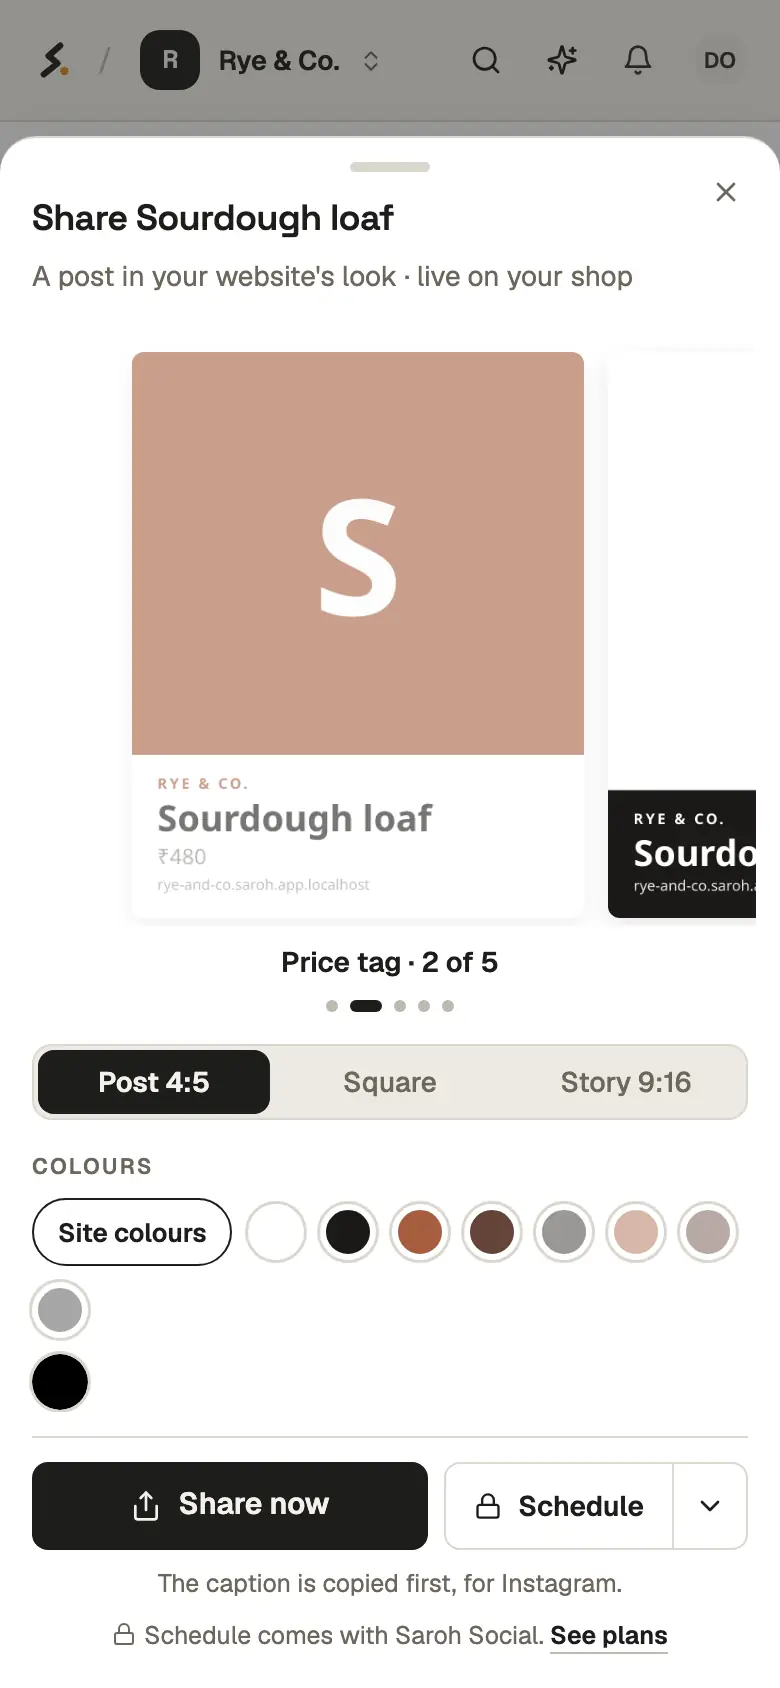 R Rye & Co. DO
Share Sourdough loaf
A post in your website's look · live on your shop
S
RYE & CO.
Sourdough loaf
₹480
rye-and-co.saroh.app.localhost
RYE & CO.
Sourdo
rye-and-co.saroh.
Price tag · 2 of 5
Post 4:5 Square Story 9:16
COLOURS
Site colours
Share now Schedule
The caption is copied first, for Instagram.
Schedule comes with Saroh Social. See plans